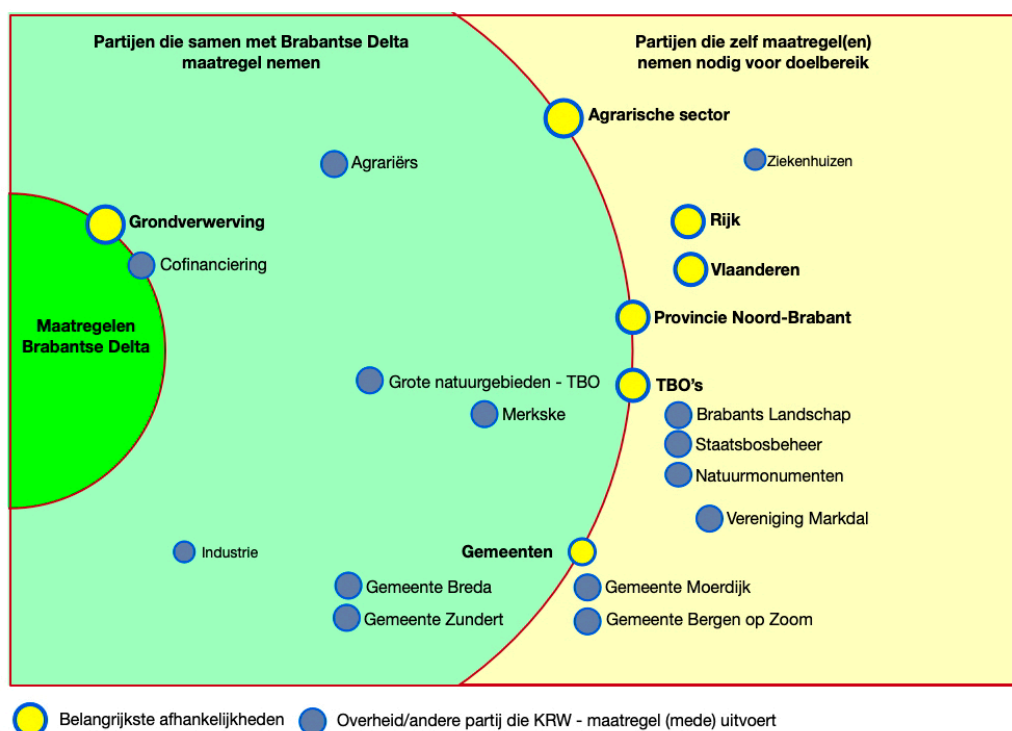 Partijen die samen met Brabantse Delta
maatregel nemen
Partijen die zelf maatregel(en)
nemen nodig voor doelbereik
Agrarische sector
Agrariërs
Ziekenhuizen
Grondverwerving
Rijk
Cofinanciering
Vlaanderen
Maatregelen
Brabantse Delta
Provincie Noord-Brabant
Grote natuurgebieden - TBO
TBO's
Merkske
Brabants Landschap
Staatsbosbeheer
Natuurmonumenten
Vereniging Markdal
Industrie
Gemeenten
Gemeente Breda
Gemeente Moerdijk
Gemeente Zundert
Gemeente Bergen op Zoom
Belangrijkste afhankelijkheden
Overheid/andere partij die KRW - maatregel (mede) uitvoert